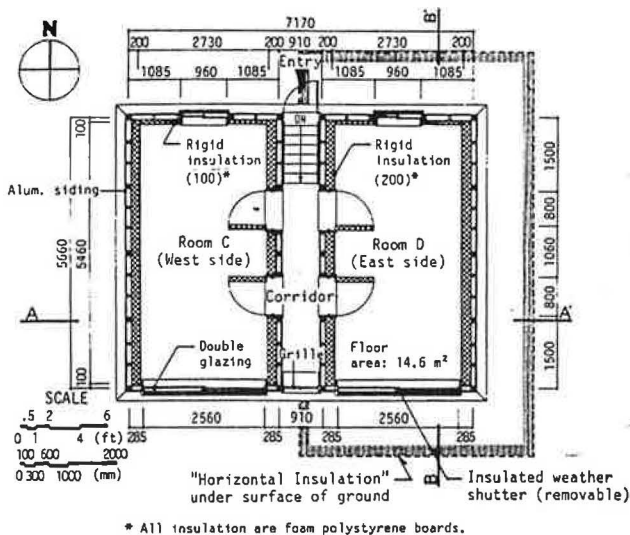 7170
B'
200 2730 200 910 200 2730 200
N
1085 960 1085 Entry 1085 960 1085
DN
100
Rigid
insulation
(100)*
Rigid
insulation
(200)*
1500
Alum. siding
800
Room C
(West side)
Room D
(East side)
5660
5460
1060
Corridor
800
A
A'
Double
glazing
Grille
Floor
area: 14.6 m²
1500
100
SCALE
.5 2 6
0 1 4 (ft)
100 600 2000
0 300 1000 (mm)
2560 910 2560
285 285 285 285
"Horizontal Insulation"
under surface of ground
B
Insulated weather
shutter (removable)
* All insulation are foam polystyrene boards.